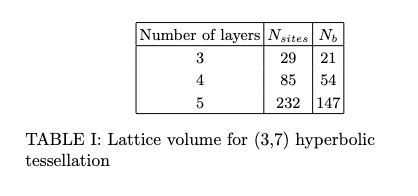 Number of layers N_sites N_b
3 29 21
4 85 54
5 232 147
TABLE I: Lattice volume for (3,7) hyperbolic
tessellation